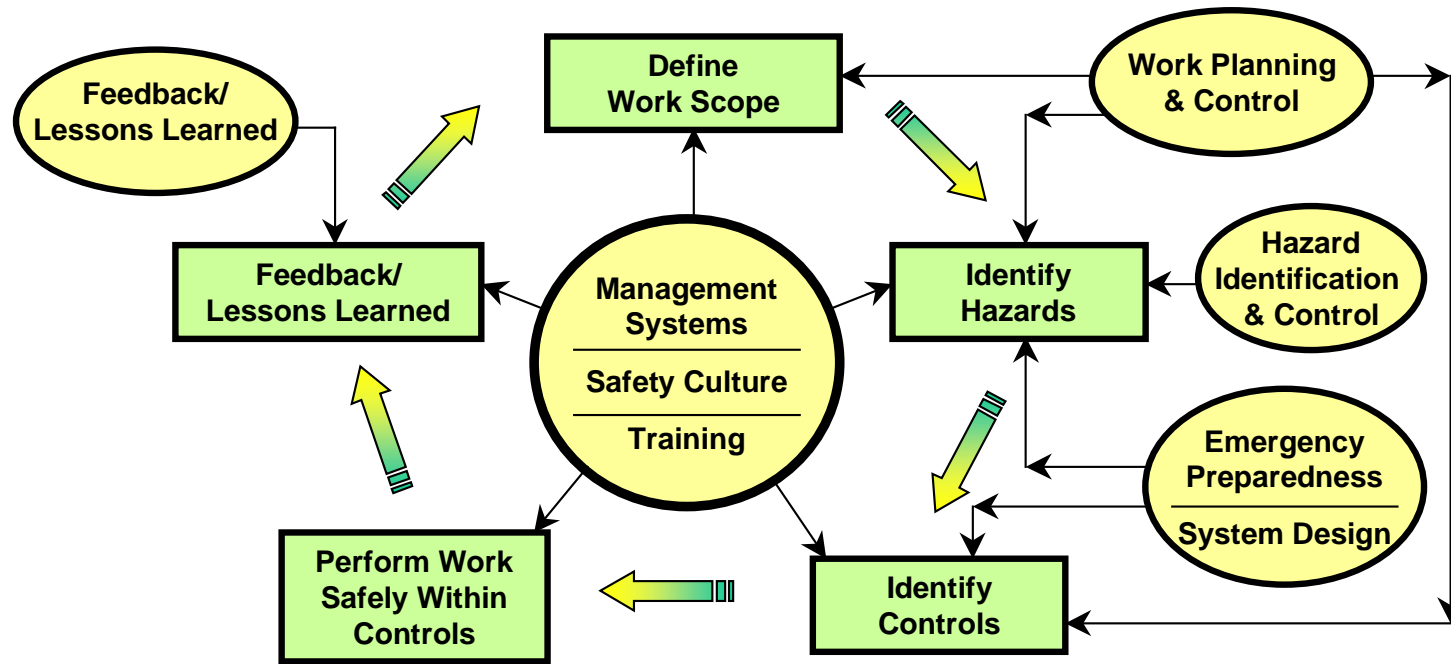 Define
Work Scope
Work Planning
& Control
Feedback/
Lessons Learned
Feedback/
Lessons Learned
Management
Systems
Safety Culture
Training
Identify
Hazards
Hazard
Identification
& Control
Emergency
Preparedness
System Design
Perform Work
Safely Within
Controls
Identify
Controls